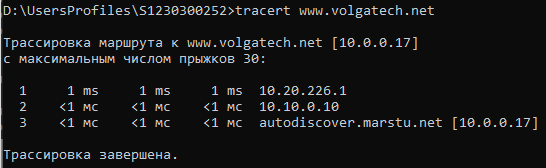 D:\UsersProfiles\S1230300252>tracert www.volgatech.net
Трассировка маршрута к www.volgatech.net [10.0.0.17]
с максимальным числом прыжков 30:
1 1 ms 1 ms 1 ms 10.20.226.1
2 <1 мс <1 мс <1 мс 10.10.0.10
3 <1 мс <1 мс <1 мс autodiscover.marstu.net [10.0.0.17]
Трассировка завершена.